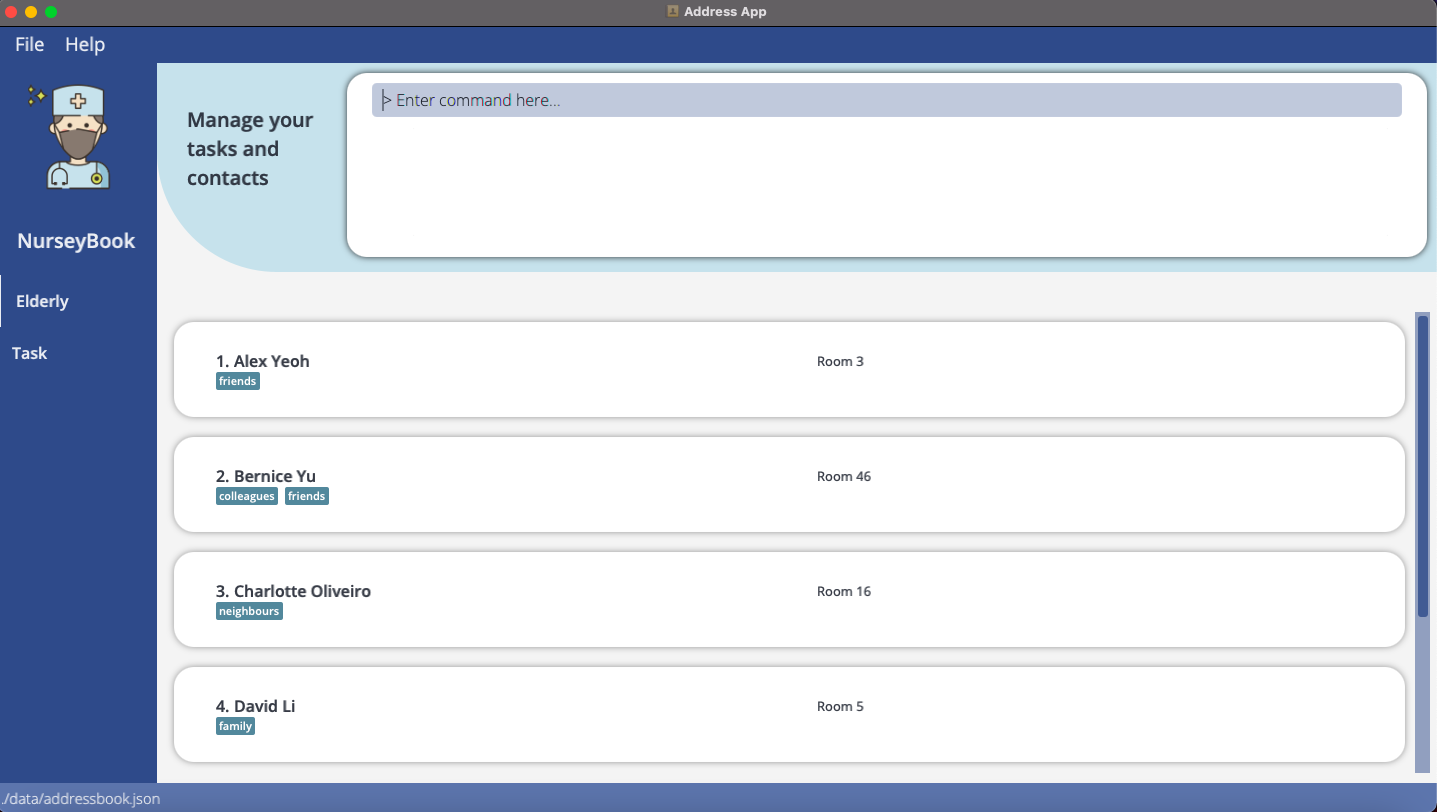 Address App
File Help
Manage your
tasks and
contacts
> Enter command here...
NurseyBook
Elderly
Task
1. Alex Yeoh
Room 3
friends
2. Bernice Yu
Room 46
colleagues friends
3. Charlotte Oliveiro
Room 16
neighbours
4. David Li
Room 5
family
./data/addressbook.json